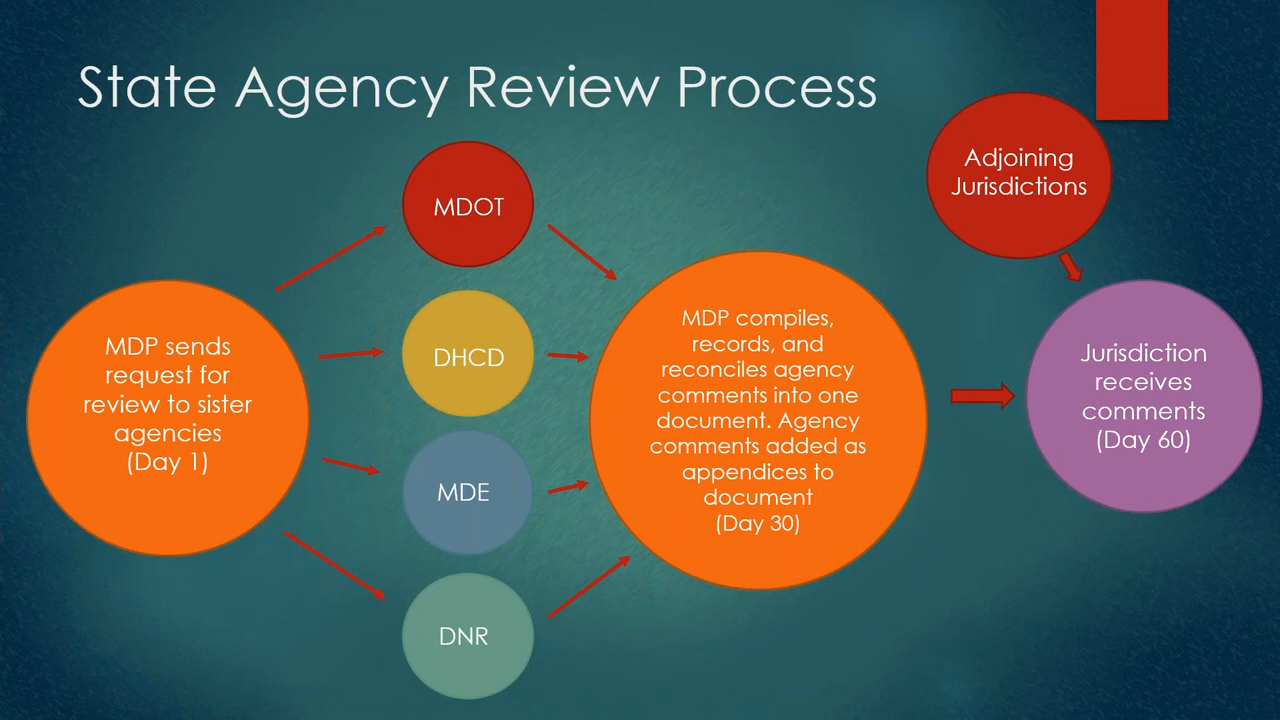 State Agency Review Process
MDP sends
request for
review to sister
agencies
(Day 1)
MDOT
DHCD
MDE
DNR
MDP compiles,
records, and
reconciles agency
comments into one
document. Agency
comments added as
appendices to
document
(Day 30)
Adjoining
Jurisdictions
Jurisdiction
receives
comments
(Day 60)